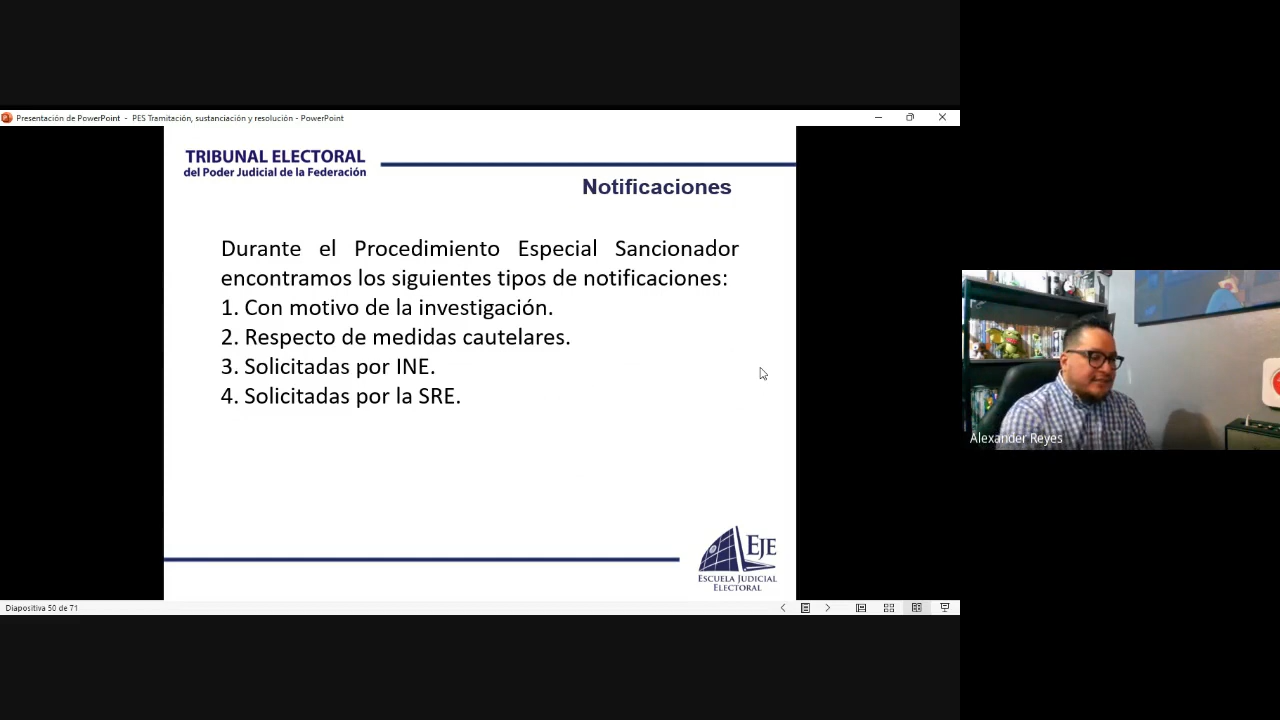 Presentación de PowerPoint - PES Tramitación, sustanciación y resolución - PowerPoint
TRIBUNAL ELECTORAL
del Poder Judicial de la Federación
Notificaciones
Durante el Procedimiento Especial Sancionador
encontramos los siguientes tipos de notificaciones:
1. Con motivo de la investigación.
2. Respecto de medidas cautelares.
3. Solicitadas por INE.
4. Solicitadas por la SRE.
Alexander Reyes
EJE
ESCUELA JUDICIAL
ELECTORAL
Diapositiva 50 de 71